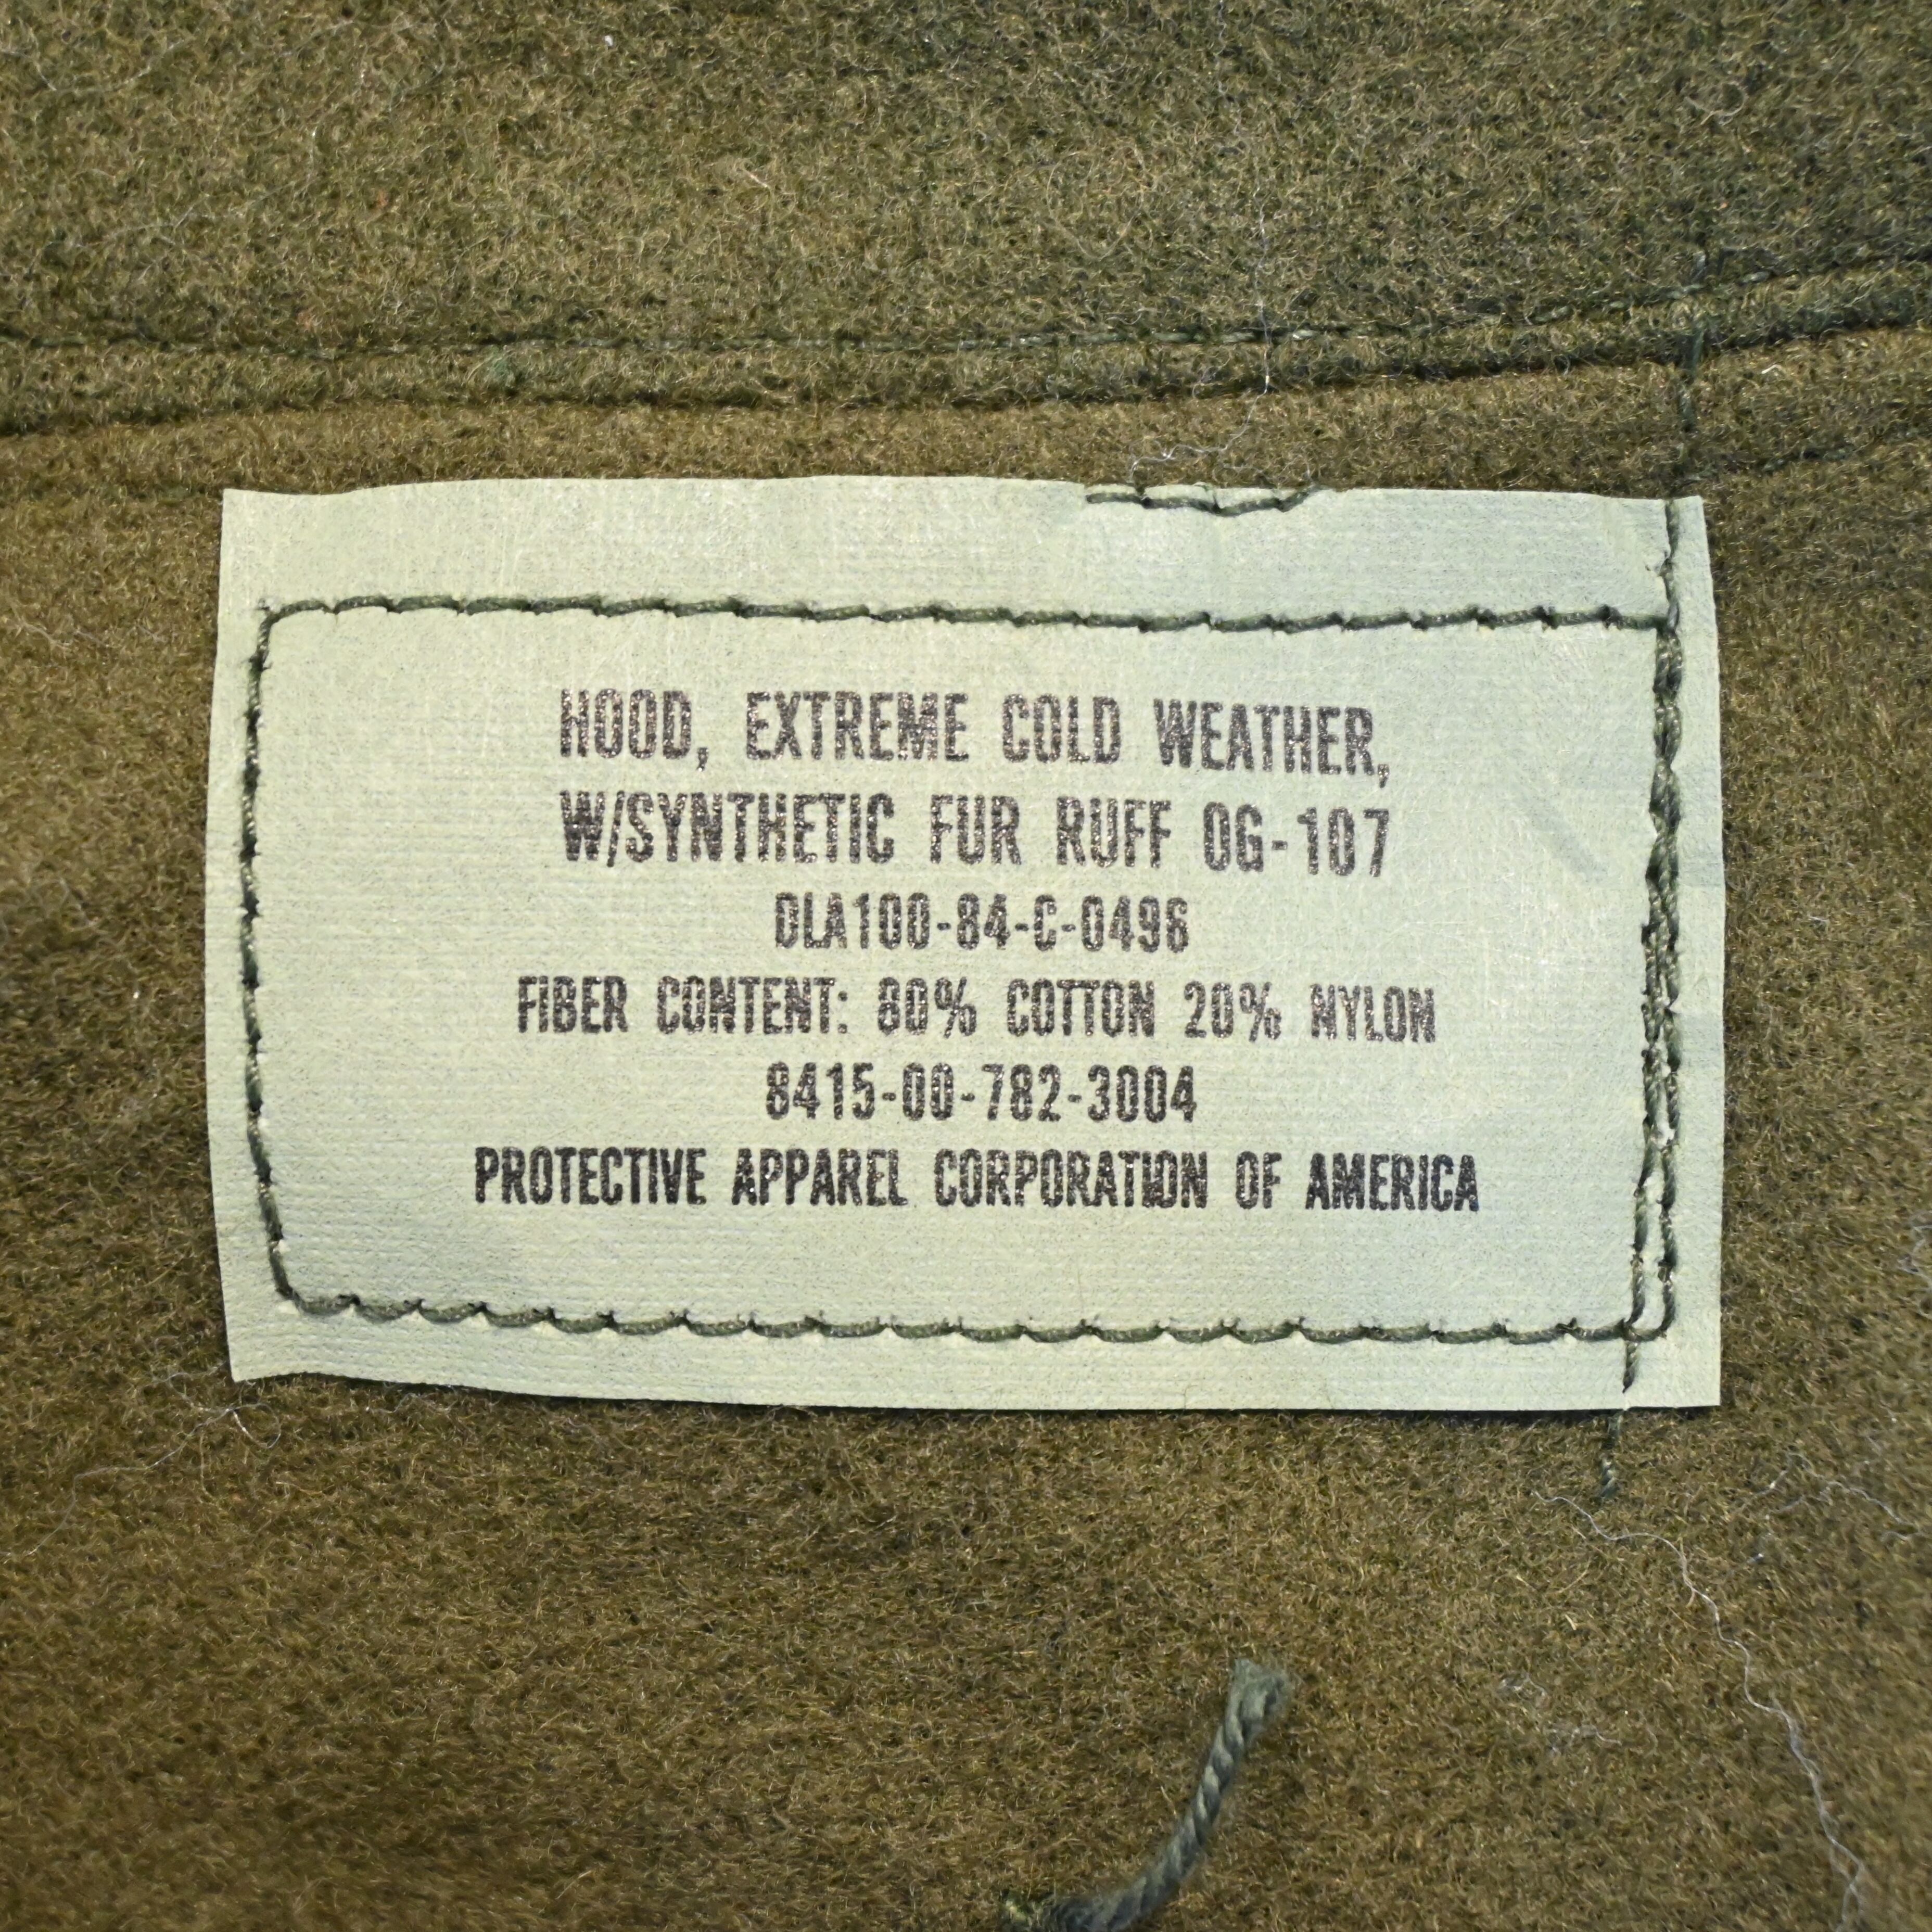 HOOD, EXTREME COLD WEATHER,
W/SYNTHETIC FUR RUFF OG-107
DLA100-84-C-0496
FIBER CONTENT: 80% COTTON 20% NYLON
8415-00-782-3004
PROTECTIVE APPAREL CORPORATION OF AMERICA